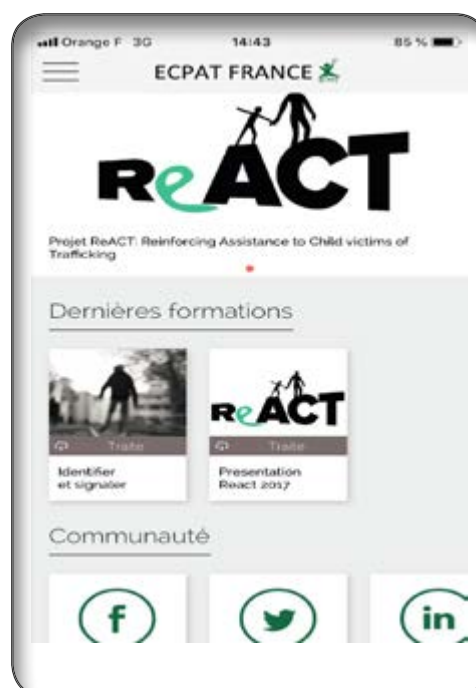 Orange F 3G 14:43 85 %
ECPAT FRANCE
ReACT
Projet ReACT: Reinforcing Assistance to Child victims of
Trafficking
Dernières formations
Traite
Identifier
et signaler
ReACT
Traite
Presentation
React 2017
Communauté
f
in